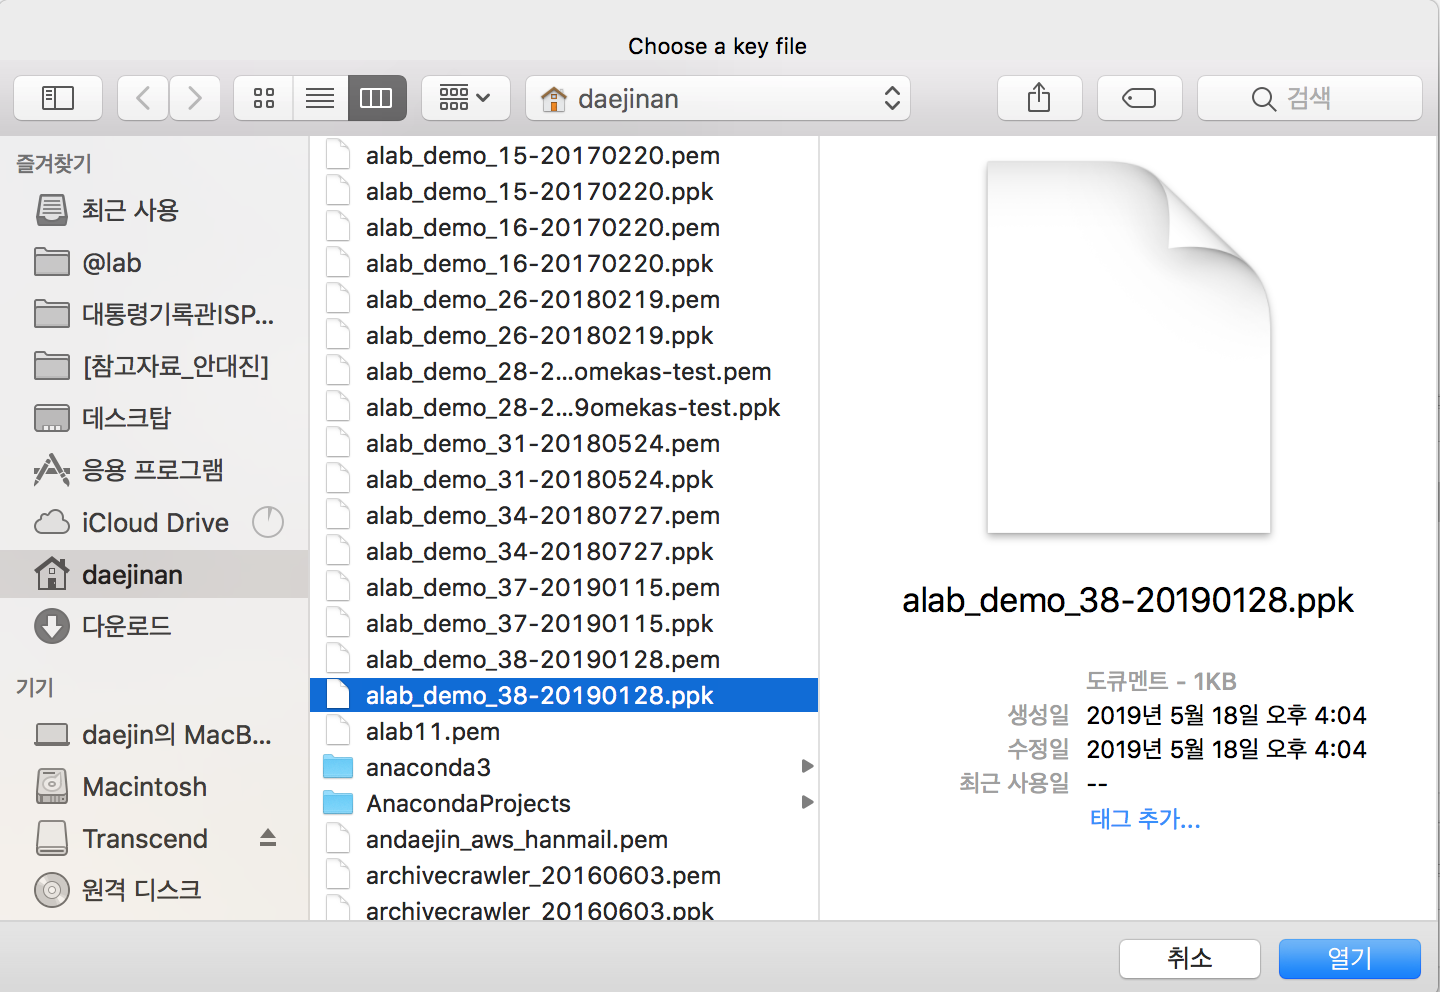 Choose a key file
daejinan
검색
즐겨찾기
최근 사용
@lab
대통령기록관ISP...
[참고자료_안대진]
데스크탑
응용 프로그램
iCloud Drive
daejinan
다운로드
기기
daejin의 MacB...
Macintosh
Transcend
원격 디스크
alab_demo_15-20170220.pem
alab_demo_15-20170220.ppk
alab_demo_16-20170220.pem
alab_demo_16-20170220.ppk
alab_demo_26-20180219.pem
alab_demo_26-20180219.ppk
alab_demo_28-2...omekas-test.pem
alab_demo_28-2...9omekas-test.ppk
alab_demo_31-20180524.pem
alab_demo_31-20180524.ppk
alab_demo_34-20180727.pem
alab_demo_34-20180727.ppk
alab_demo_37-20190115.pem
alab_demo_37-20190115.ppk
alab_demo_38-20190128.pem
alab_demo_38-20190128.ppk
alab11.pem
anaconda3
AnacondaProjects
andaejin_aws_hanmail.pem
archivecrawler_20160603.pem
archivecrawler_20160603.ppk
alab_demo_38-20190128.ppk
도큐멘트 - 1KB
생성일 2019년 5월 18일 오후 4:04
수정일 2019년 5월 18일 오후 4:04
최근 사용일 --
태그 추가...
취소
열기